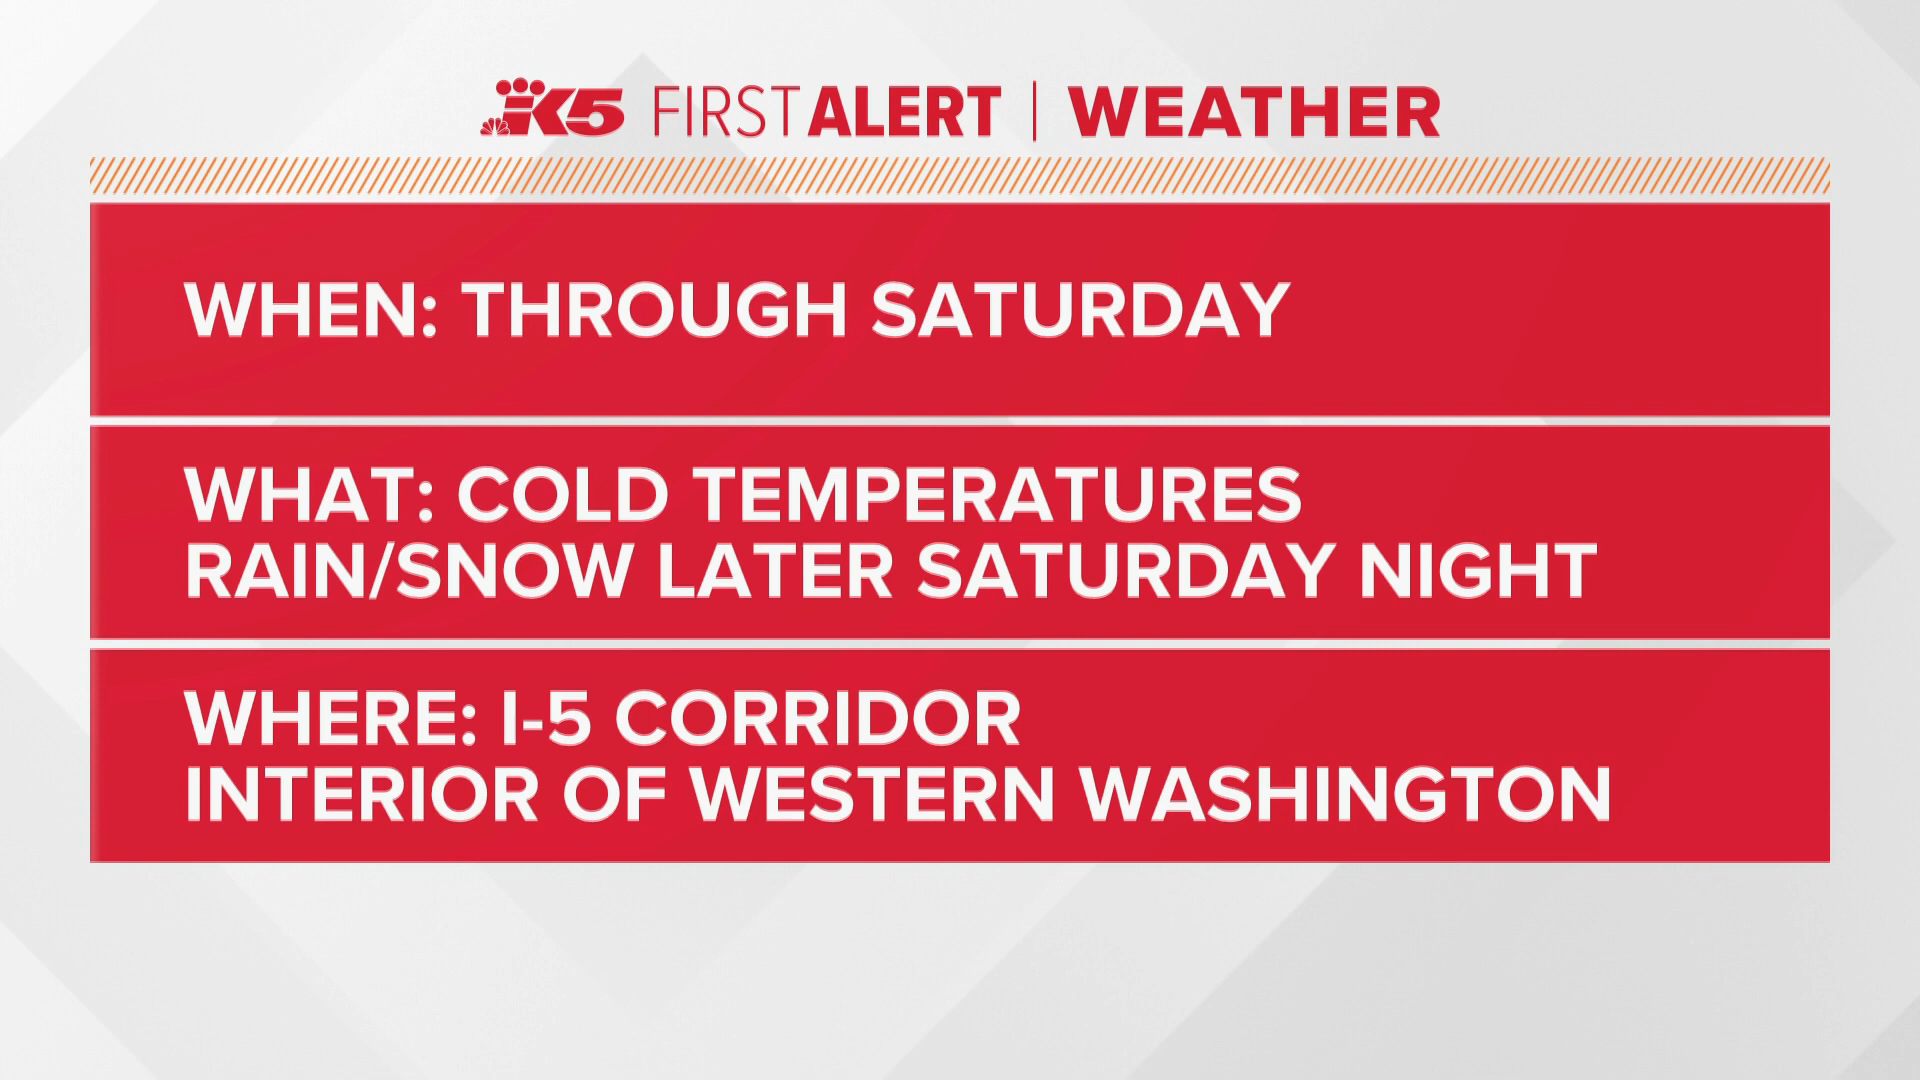 K5 FIRST ALERT | WEATHER
WHEN: THROUGH SATURDAY
WHAT: COLD TEMPERATURES
RAIN/SNOW LATER SATURDAY NIGHT
WHERE: I-5 CORRIDOR
INTERIOR OF WESTERN WASHINGTON